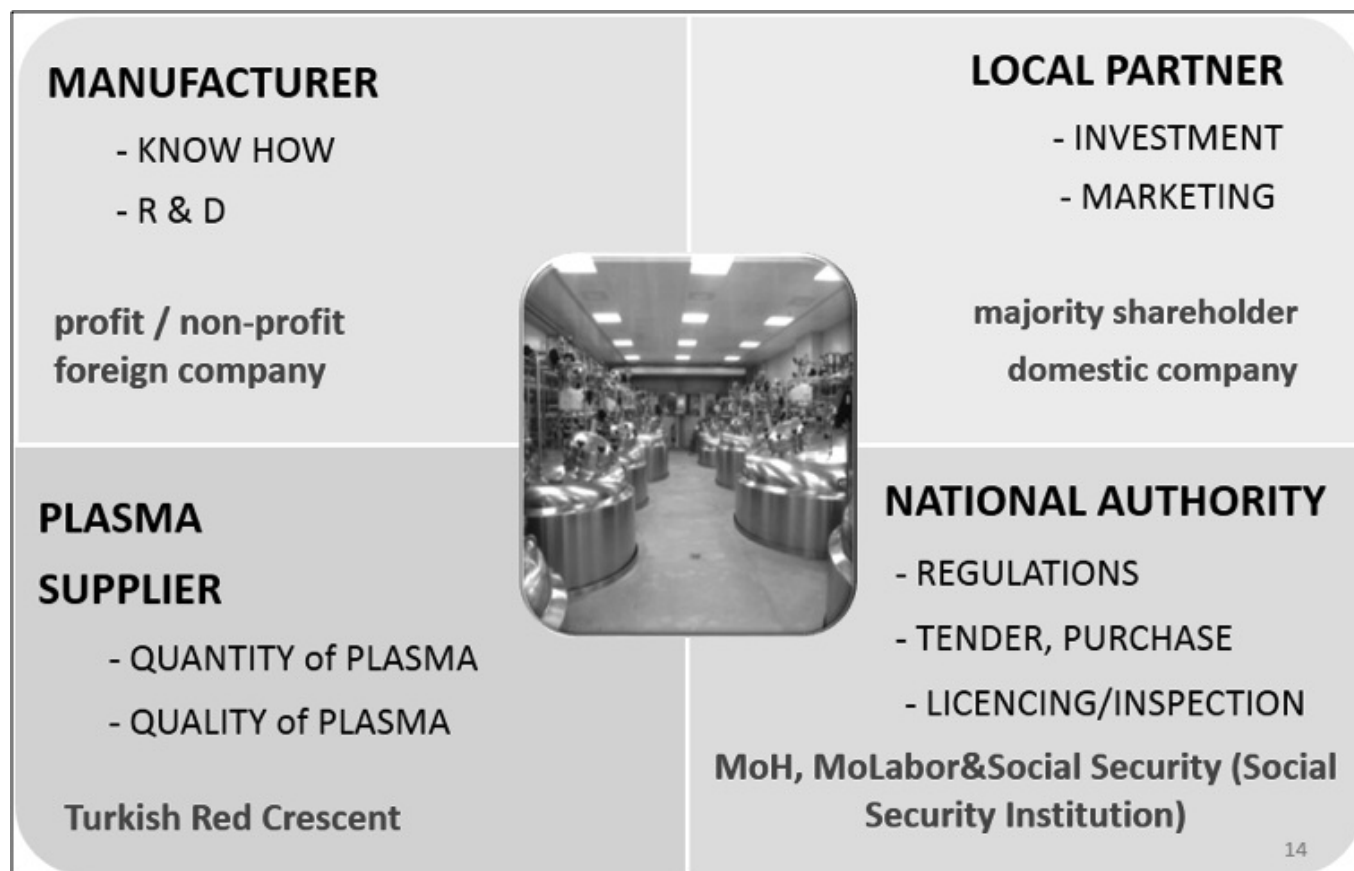 MANUFACTURER
- KNOW HOW
- R & D
profit / non-profit
foreign company
LOCAL PARTNER
- INVESTMENT
- MARKETING
majority shareholder
domestic company
PLASMA
SUPPLIER
- QUANTITY of PLASMA
- QUALITY of PLASMA
Turkish Red Crescent
NATIONAL AUTHORITY
- REGULATIONS
- TENDER, PURCHASE
- LICENCING/INSPECTION
MoH, MoLabor&Social Security (Social
Security Institution)
14